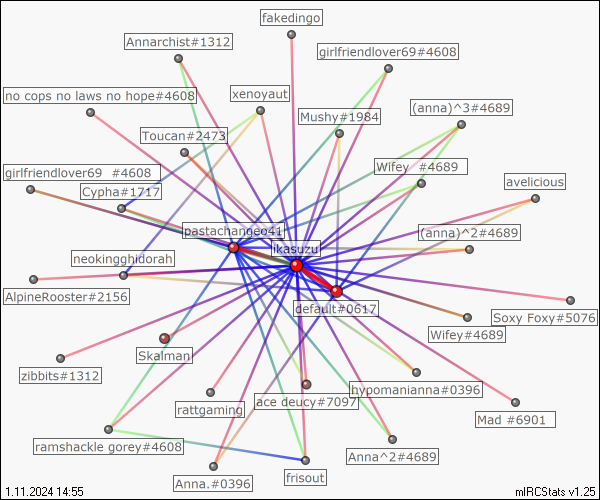 fakedingo
Annarchist#1312
girlfriendlover69#4608
no cops no laws no hope#4608
xenoyaut
(anna)^3#4689
Mushy#1984
Toucan#2473
girlfriendlover69  #4608
Wifey  #4689
Cypha#1717
avelicious
pastachangeo41
(anna)^2#4689
ikasuzu
neokingghidorah
AlpineRooster#2156
default#0617
Soxy Foxy#5076
Wifey#4689
Skalman
zibbits#1312
hypomanianna#0396
rattgaming
ace deucy#7097
Mad #6901
ramshackle gorey#4608
Anna^2#4689
Anna.#0396
frisout
1.11.2024 14:55
mIRCStats v1.25